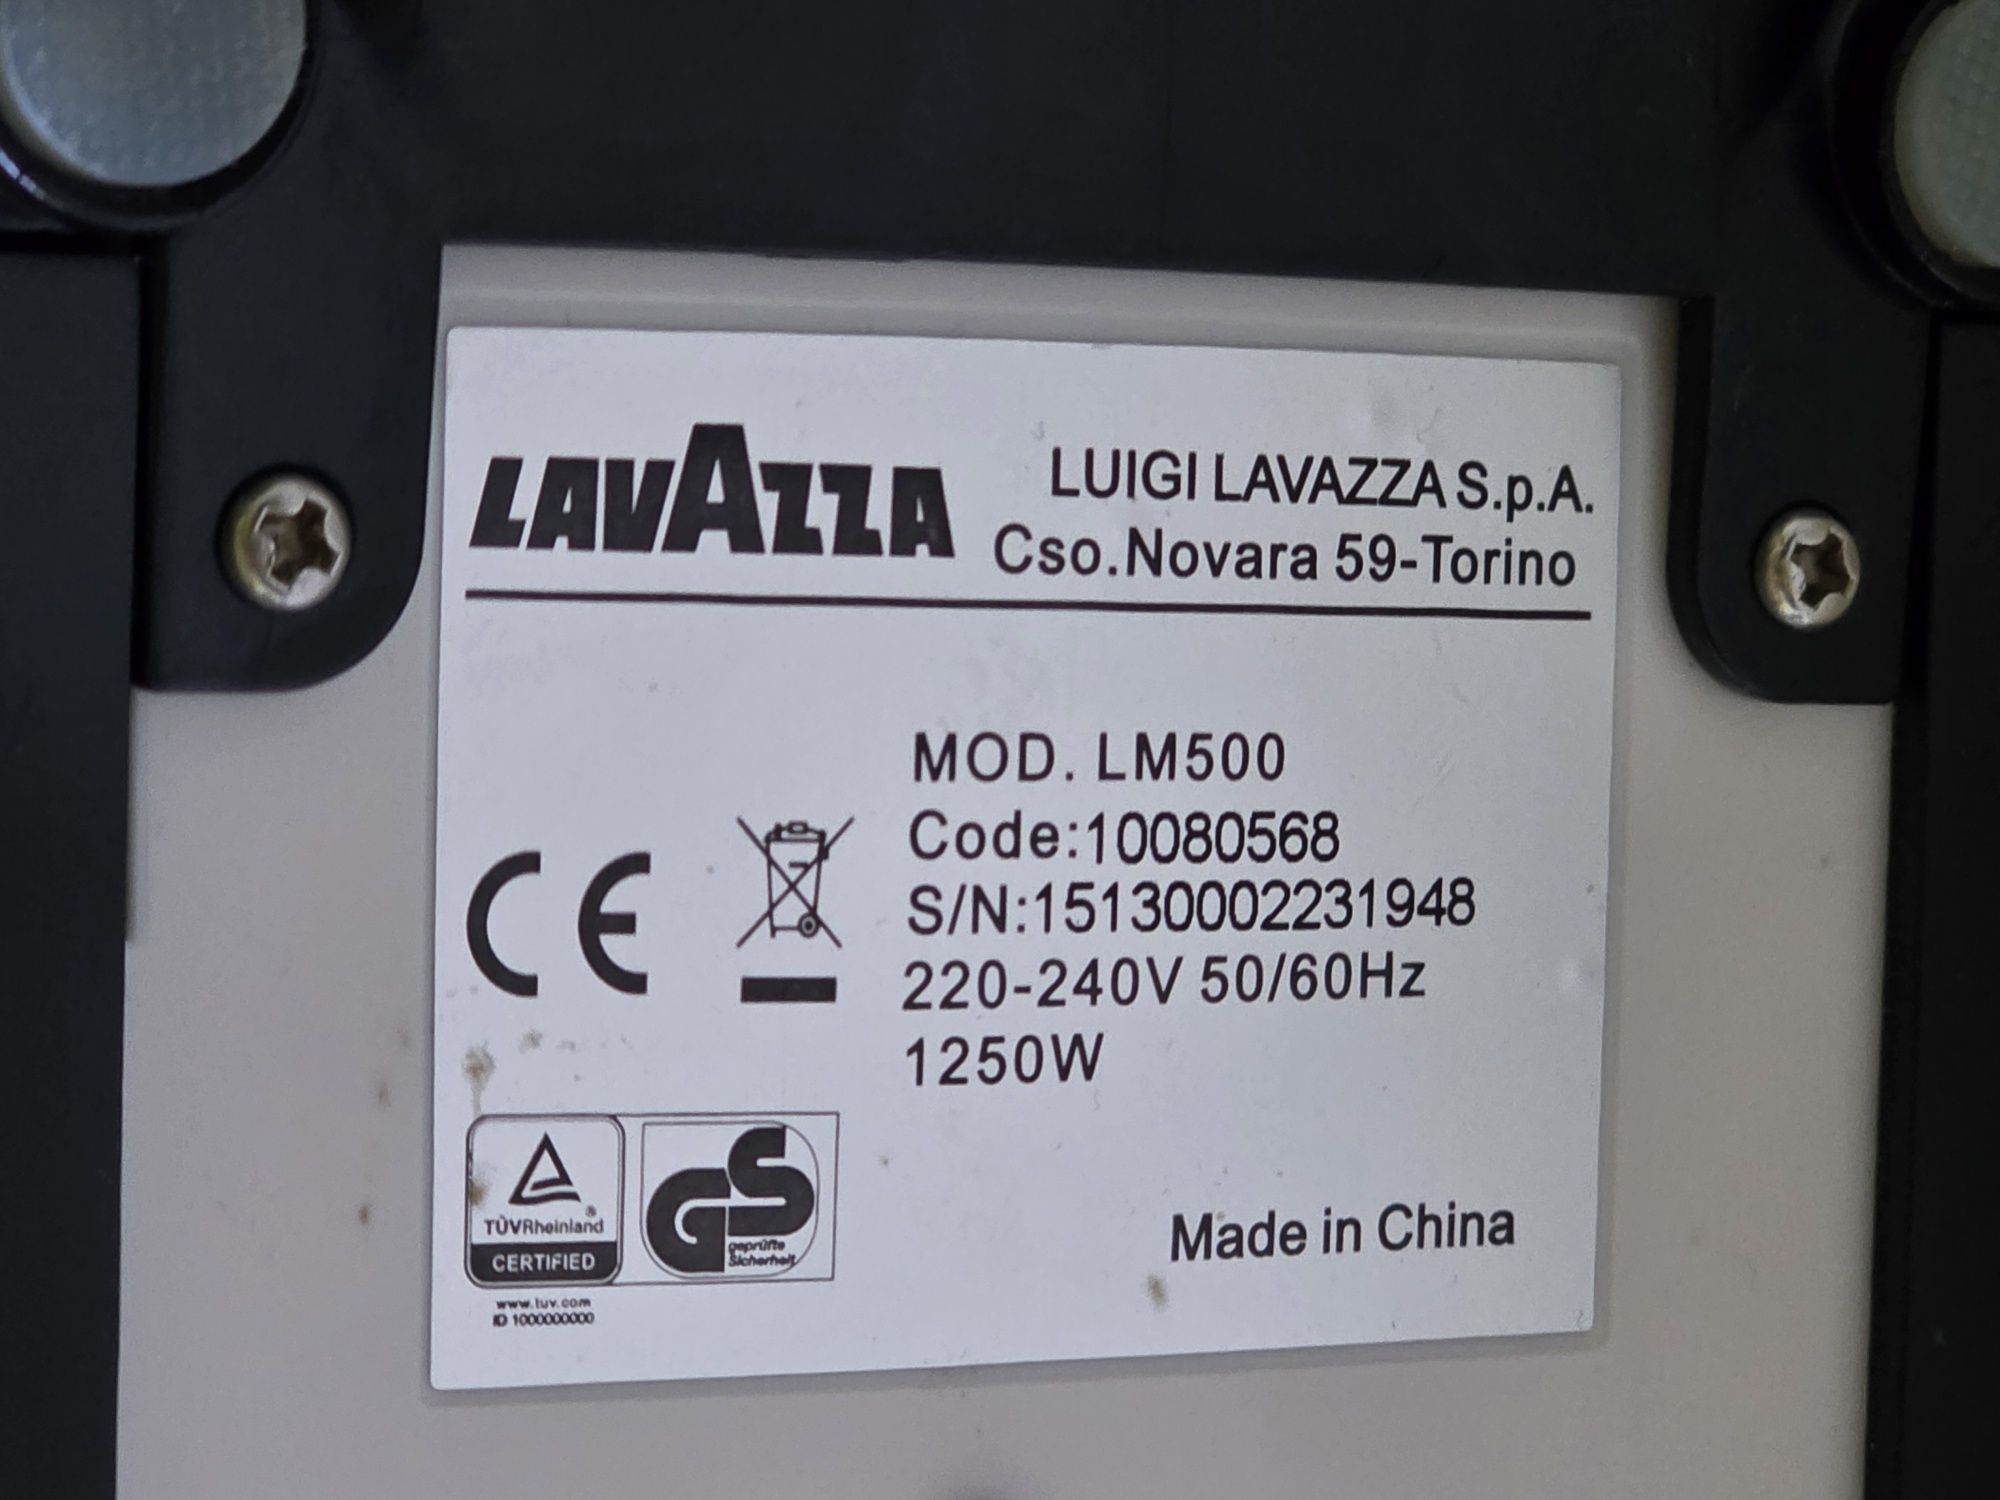 LAVAZZA
LUIGI LAVAZZA S.p.A.
Cso.Novara 59-Torino
MOD. LM500
Code:10080568
S/N:15130002231948
220-240V 50/60Hz
1250W
CE
TÜVRheinland®
CERTIFIED
www.tuv.com
ID 1000000000
GS
geprüfte
Sicherheit
Made in China